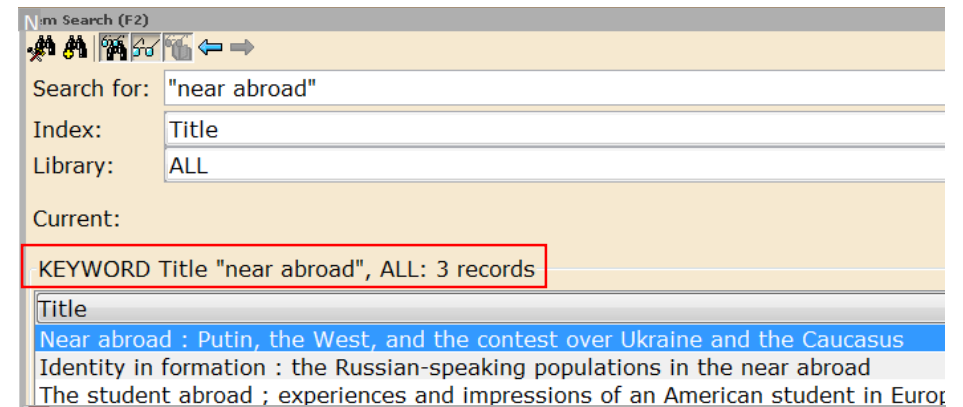 m Search (F2)
Search for: "near abroad"
Index: Title
Library: ALL
Current:
KEYWORD Title "near abroad", ALL: 3 records
Title
Near abroad : Putin, the West, and the contest over Ukraine and the Caucasus
Identity in formation : the Russian-speaking populations in the near abroad
The student abroad ; experiences and impressions of an American student in